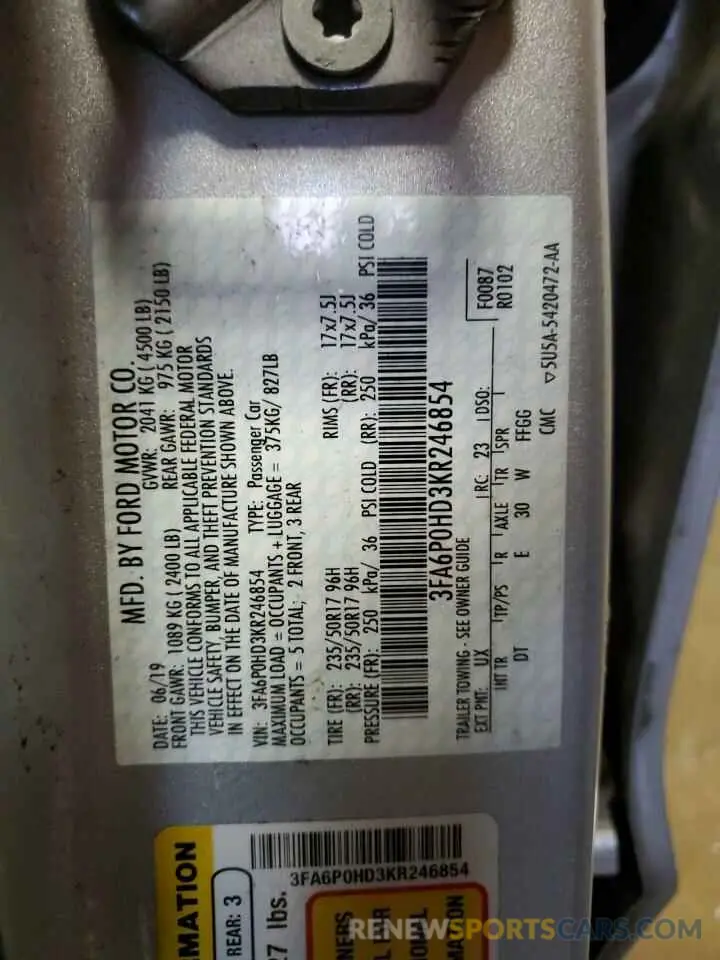 MFD. BY FORD MOTOR CO.
DATE: 06/19 GVWR: 2041 KG ( 4500 LB)
FRONT GAWR: 1089 KG ( 2400 LB) REAR GAWR: 975 KG ( 2150 LB)
THIS VEHICLE CONFORMS TO ALL APPLICABLE FEDERAL MOTOR
VEHICLE SAFETY, BUMPER, AND THEFT PREVENTION STANDARDS
IN EFFECT ON THE DATE OF MANUFACTURE SHOWN ABOVE.
VIN: 3FA6P0HD3KR246854 TYPE: Passenger Car
MAXIMUM LOAD = OCCUPANTS + LUGGAGE = 375KG/ 827LB
OCCUPANTS = 5 TOTAL; 2 FRONT, 3 REAR
TIRE (FR): 235/50R17 96H RIMS (FR): 17x7.5J
(RR): 235/50R17 96H (RR): 17x7.5J
PRESSURE (FR): 250 kPa/ 36 PSI COLD (RR): 250 kPa/ 36 PSI COLD
3FA6P0HD3KR246854
TRAILER TOWING - SEE OWNER GUIDE F0087
EXT PNT: UX RC: 23 DSO: R0102
INT TR TP/PS R AXLE TR SPR
DT E 30 W FFGG
CMC ▽5U5A-5420472-AA
3FA6P0HD3KR246854
REAR: 3
27 lbs.
RENEWSPORTSCARS.COM